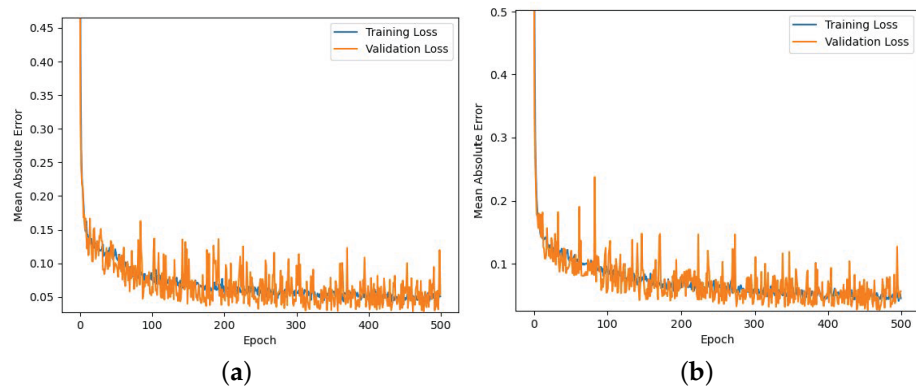 Training Loss
Validation Loss
0.45
0.40
0.35
0.30
0.25
0.20
0.15
0.10
0.05
Mean Absolute Error
0 100 200 300 400 500
Epoch
(a)
Training Loss
Validation Loss
0.5
0.4
0.3
0.2
0.1
Mean Absolute Error
0 100 200 300 400 500
Epoch
(b)